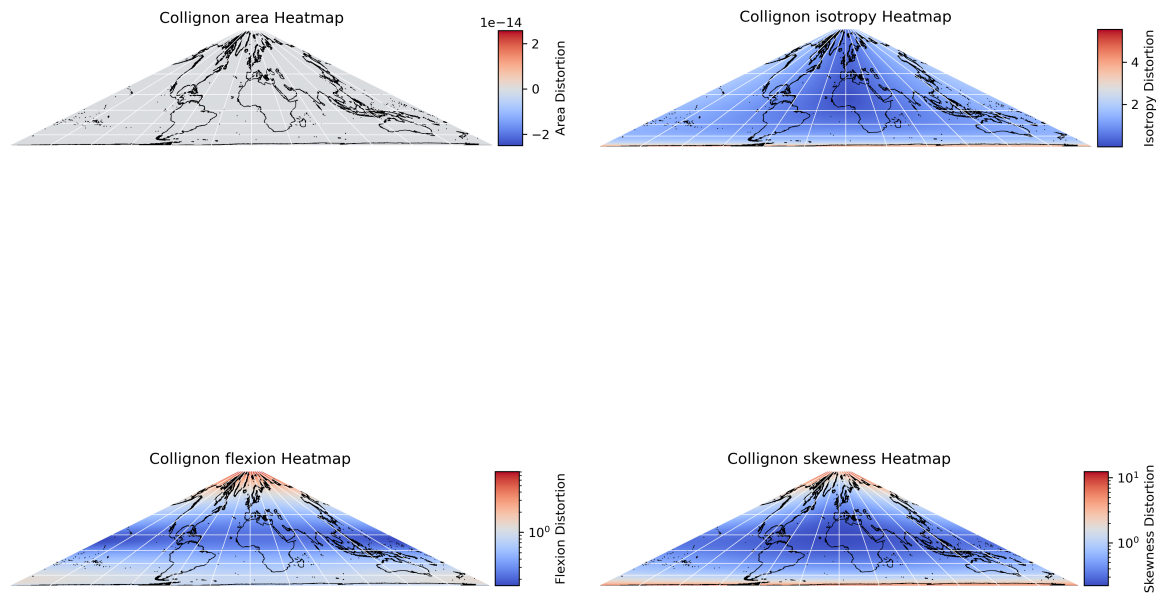 Collignon area Heatmap
1e−14
2
0
−2
Area Distortion
Collignon isotropy Heatmap
4
2
Isotropy Distortion
Collignon flexion Heatmap
10⁰
Flexion Distortion
Collignon skewness Heatmap
10¹
10⁰
Skewness Distortion